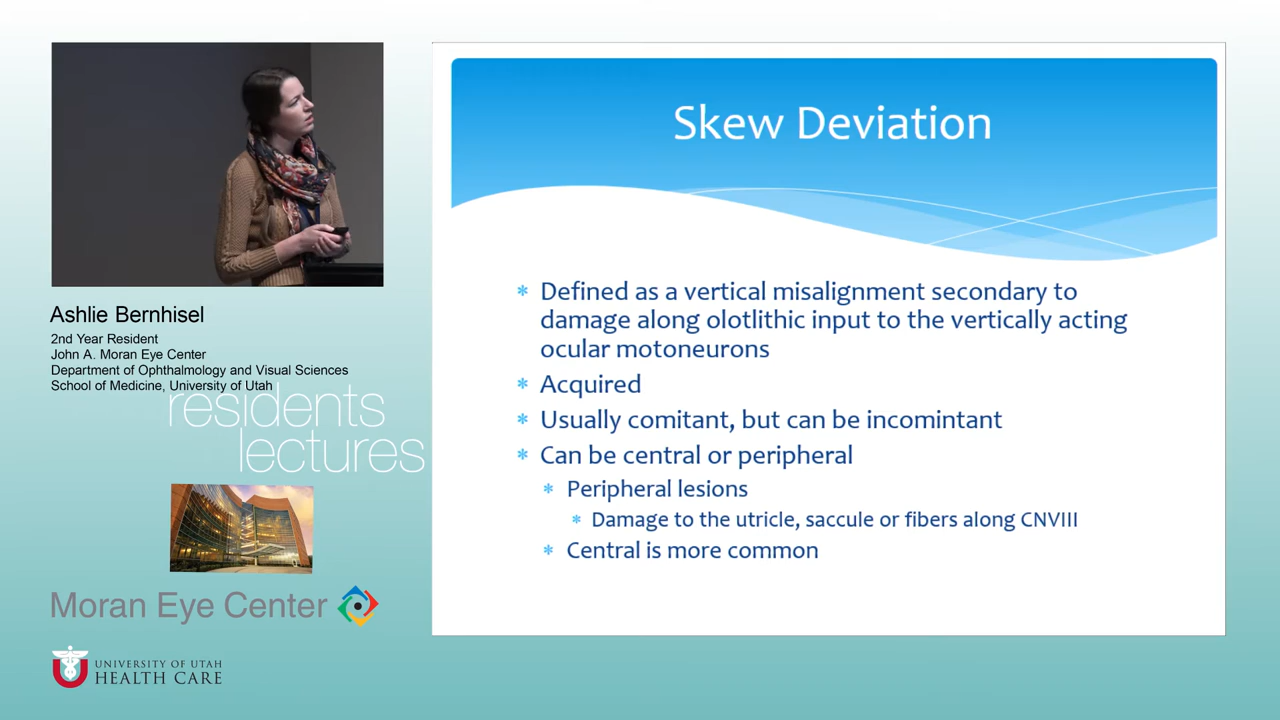 Skew Deviation
Defined as a vertical misalignment secondary to
damage along olotlithic input to the vertically acting
ocular motoneurons
Acquired
Usually comitant, but can be incomintant
Can be central or peripheral
Peripheral lesions
Damage to the utricle, saccule or fibers along CNVIII
Central is more common
Ashlie Bernhisel
2nd Year Resident
John A. Moran Eye Center
Department of Ophthalmology and Visual Sciences
School of Medicine, University of Utah
residents
lectures
Moran Eye Center
UNIVERSITY OF UTAH
HEALTH CARE